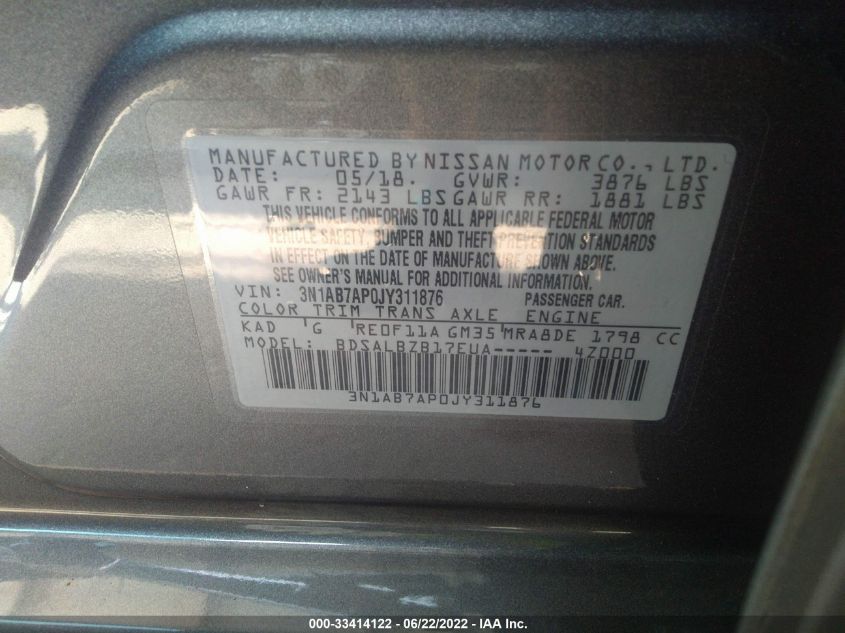 MANUFACTURED BY NISSAN MOTOR CO., LTD.
DATE: 05/18. GVWR: 3876 LBS
GAWR FR: 2143 LBS GAWR RR: 1881 LBS
THIS VEHICLE CONFORMS TO ALL APPLICABLE FEDERAL MOTOR
VEHICLE SAFETY, BUMPER AND THEFT PREVENTION STANDARDS
IN EFFECT ON THE DATE OF MANUFACTURE SHOWN ABOVE.
SEE OWNER'S MANUAL FOR ADDITIONAL INFORMATION.
VIN: 3N1AB7AP0JY311876 PASSENGER CAR.
COLOR TRIM TRANS AXLE ENGINE
KAD G RE0F11A GM35 MRA8DE 1798 CC
MODEL: BDSALBZB17EUA----- 4Z000
3N1AB7AP0JY311876
000-33414122 - 06/22/2022 - IAA Inc.